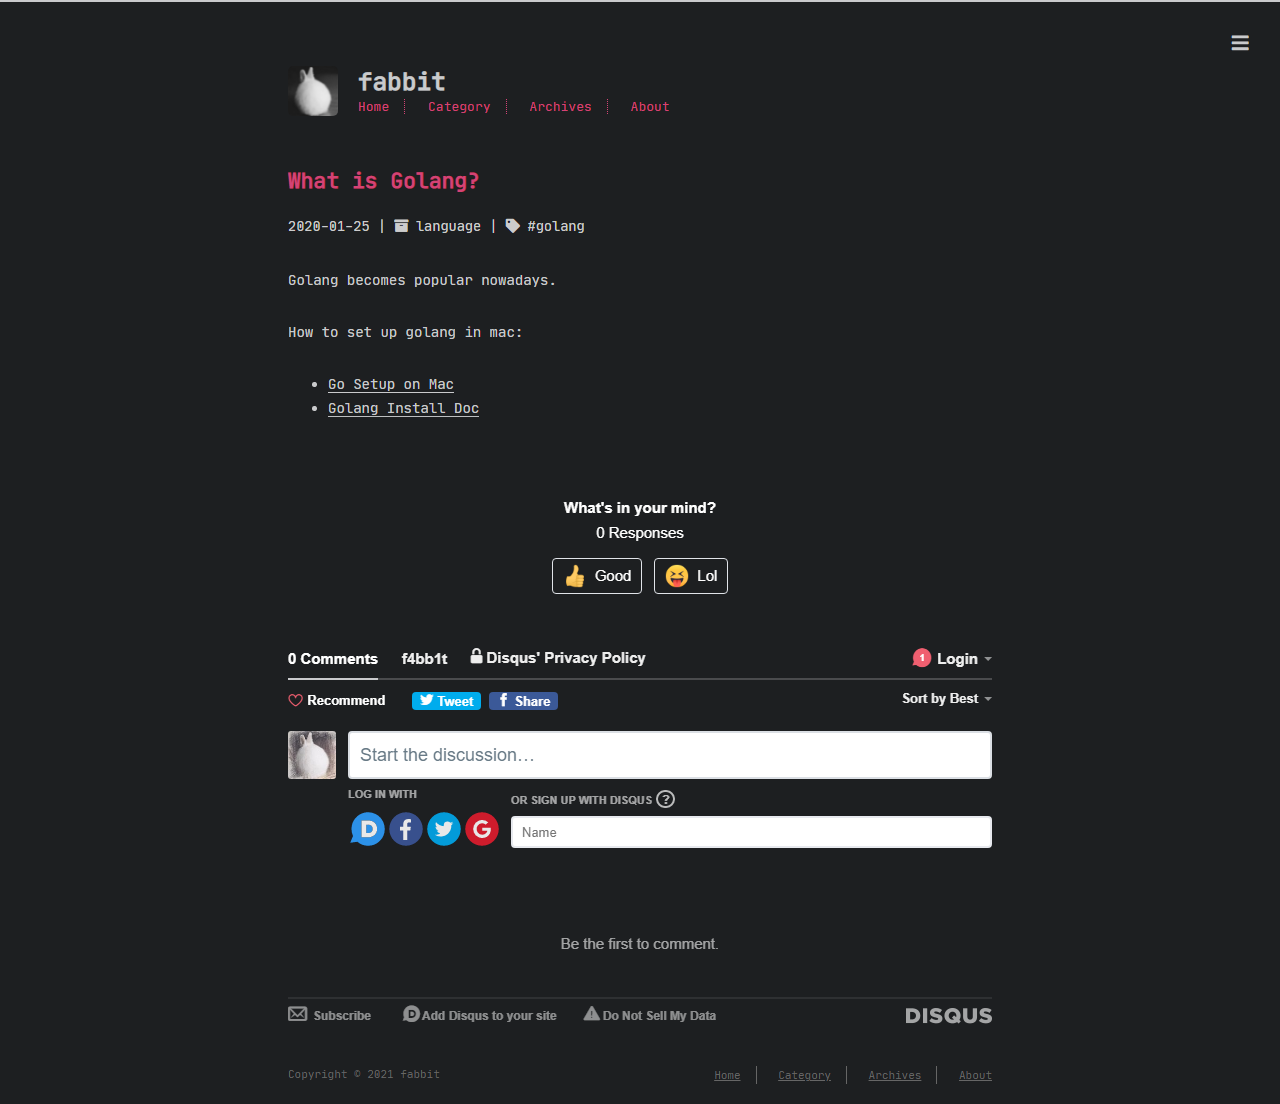 fabbit
Home Category Archives About
What is Golang?
2020-01-25 | language | #golang
Golang becomes popular nowadays.
How to set up golang in mac:
• Go Setup on Mac
• Golang Install Doc
What's in your mind?
0 Responses
Good Lol
0 Comments f4bb1t Disqus' Privacy Policy 1 Login
Recommend Tweet Share Sort by Best
Start the discussion…
LOG IN WITH OR SIGN UP WITH DISQUS ?
Name
Be the first to comment.
Subscribe Add Disqus to your site Do Not Sell My Data DISQUS
Copyright © 2021 fabbit Home Category Archives About